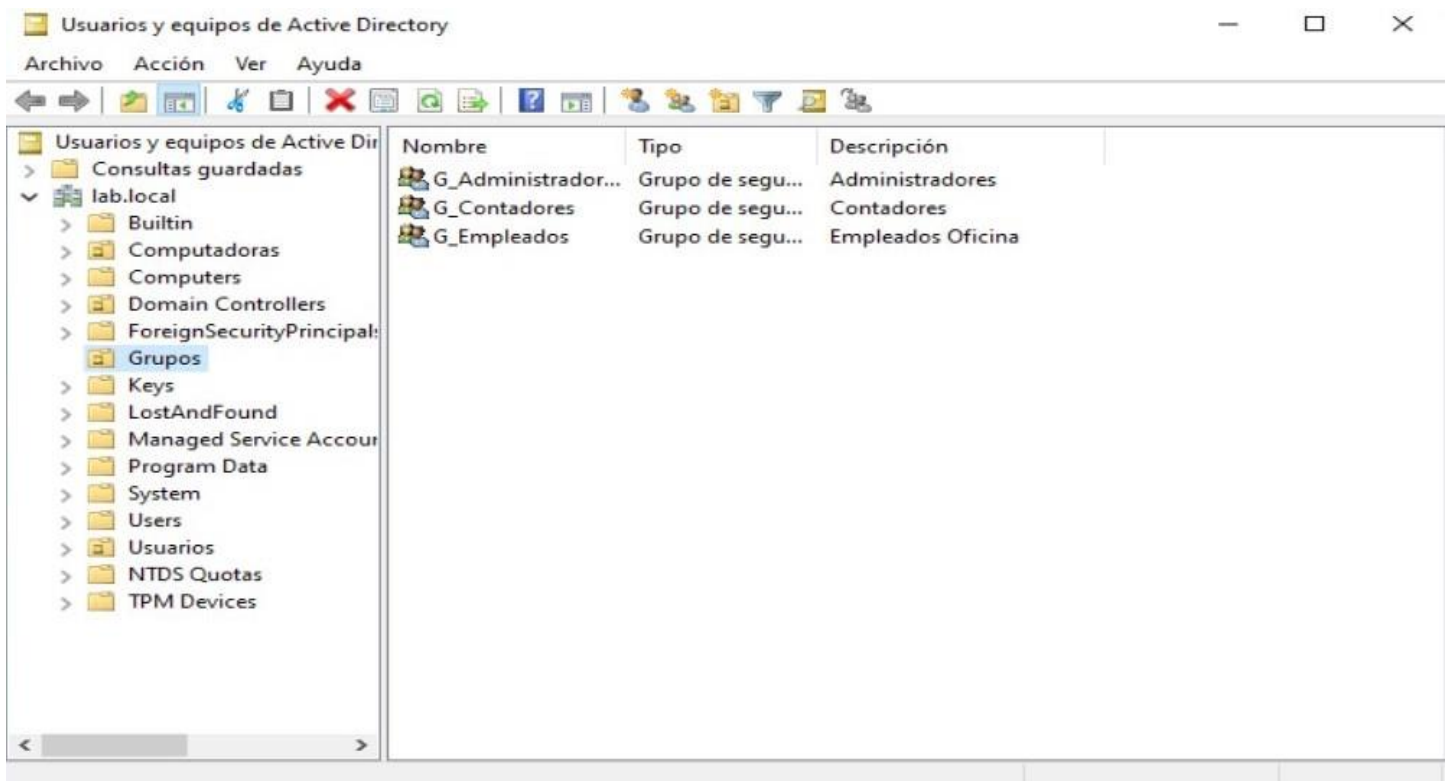 Usuarios y equipos de Active Directory
Archivo Acción Ver Ayuda
Usuarios y equipos de Active Dir
Consultas guardadas
lab.local
Builtin
Computadoras
Computers
Domain Controllers
ForeignSecurityPrincipals
Grupos
Keys
LostAndFound
Managed Service Accour
Program Data
System
Users
Usuarios
NTDS Quotas
TPM Devices
Nombre Tipo Descripción
G_Administrador... Grupo de segu... Administradores
G_Contadores Grupo de segu... Contadores
G_Empleados Grupo de segu... Empleados Oficina